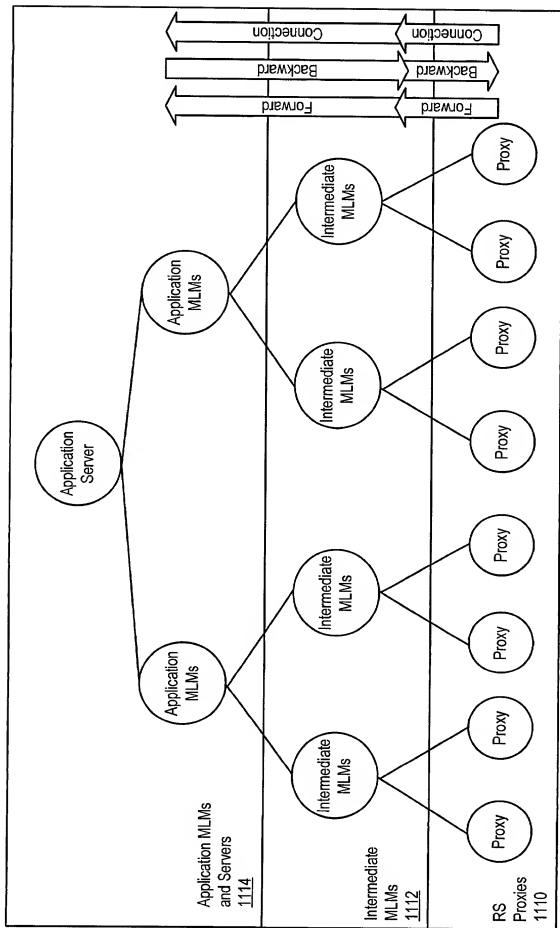 Application
Server
Application MLMs
and Servers
1114
Application
MLMs
Application
MLMs
Intermediate
MLMs
1112
Intermediate
MLMs
Intermediate
MLMs
Intermediate
MLMs
Intermediate
MLMs
RS
Proxies
1110
Proxy
Proxy
Proxy
Proxy
Proxy
Proxy
Proxy
Proxy
Forward
Backward
Connection
Forward
Backward
Connection